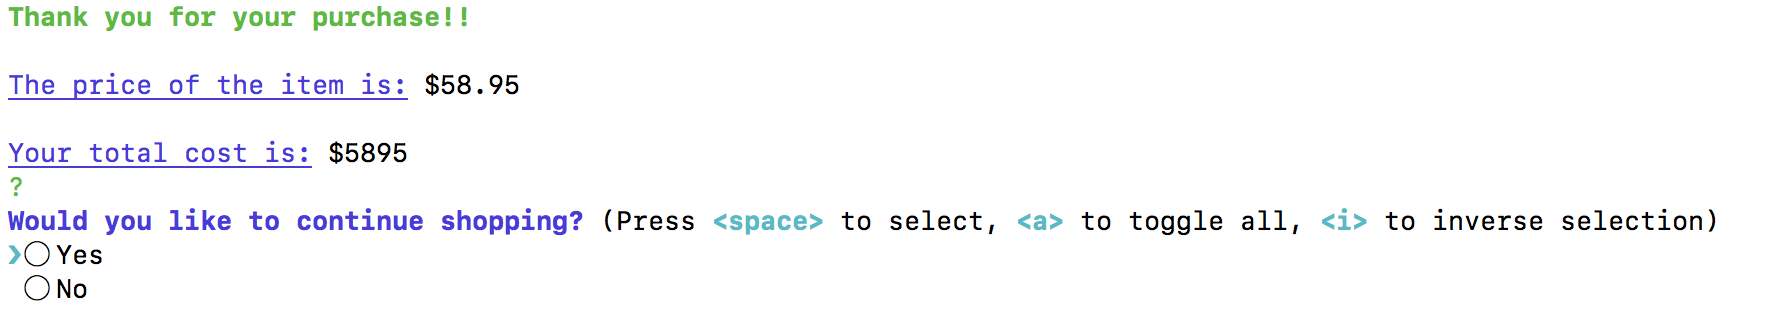 Thank you for your purchase!!
The price of the item is: $58.95
Your total cost is: $5895
?
Would you like to continue shopping? (Press <space> to select, <a> to toggle all, <i> to inverse selection)
❯◯ Yes
◯ No